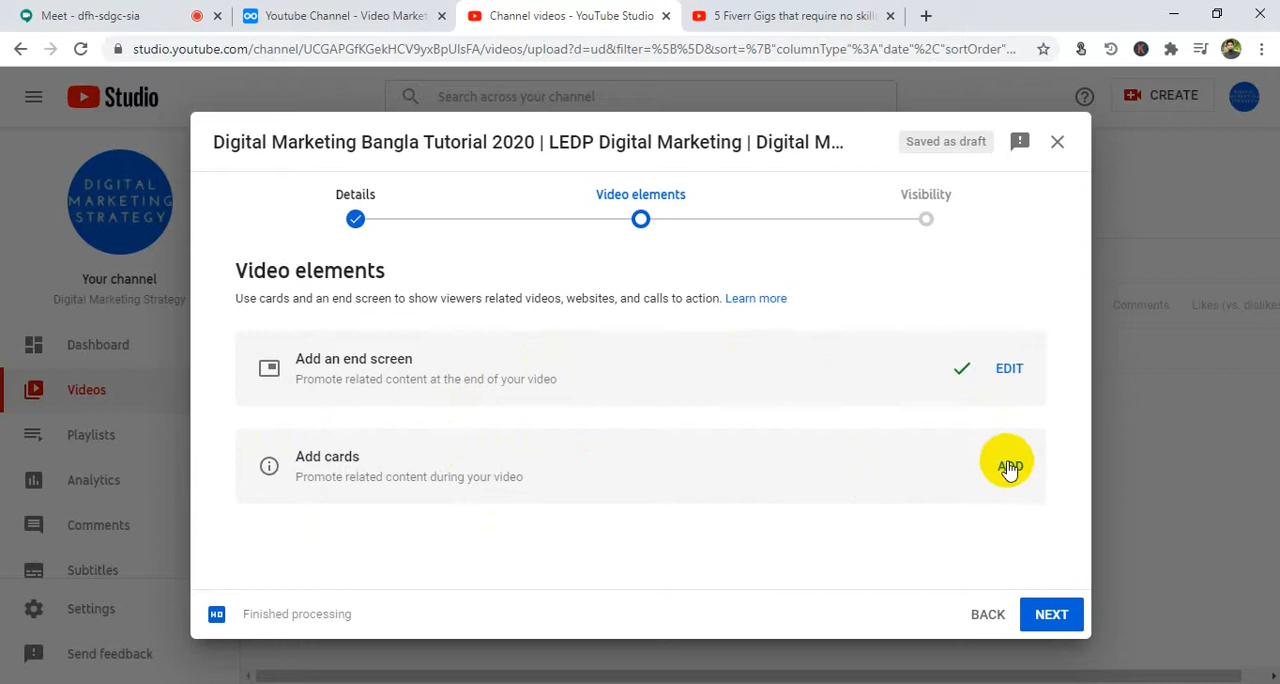 Meet - dfh-sdgc-sia
Youtube Channel - Video Market
Channel videos - YouTube Studio
5 Fiverr Gigs that require no skill
studio.youtube.com/channel/UCGAPGfKGekHCV9yxBpUIsFA/videos/upload?d=ud&filter=%5B%5D&sort=%7B"columnType"%3A"date"%2C"sortOrder"...
Studio
Search across your channel
CREATE
DIGITAL
MARKETING
STRATEGY
Your channel
Digital Marketing Strategy
Dashboard
Videos
Playlists
Analytics
Comments
Subtitles
Settings
Send feedback
Digital Marketing Bangla Tutorial 2020 | LEDP Digital Marketing | Digital M...
Saved as draft
Details
Video elements
Visibility
Video elements
Use cards and an end screen to show viewers related videos, websites, and calls to action. Learn more
Add an end screen
Promote related content at the end of your video
EDIT
Add cards
Promote related content during your video
ADD
HD
Finished processing
BACK
NEXT
Comments
Likes (vs. dislikes